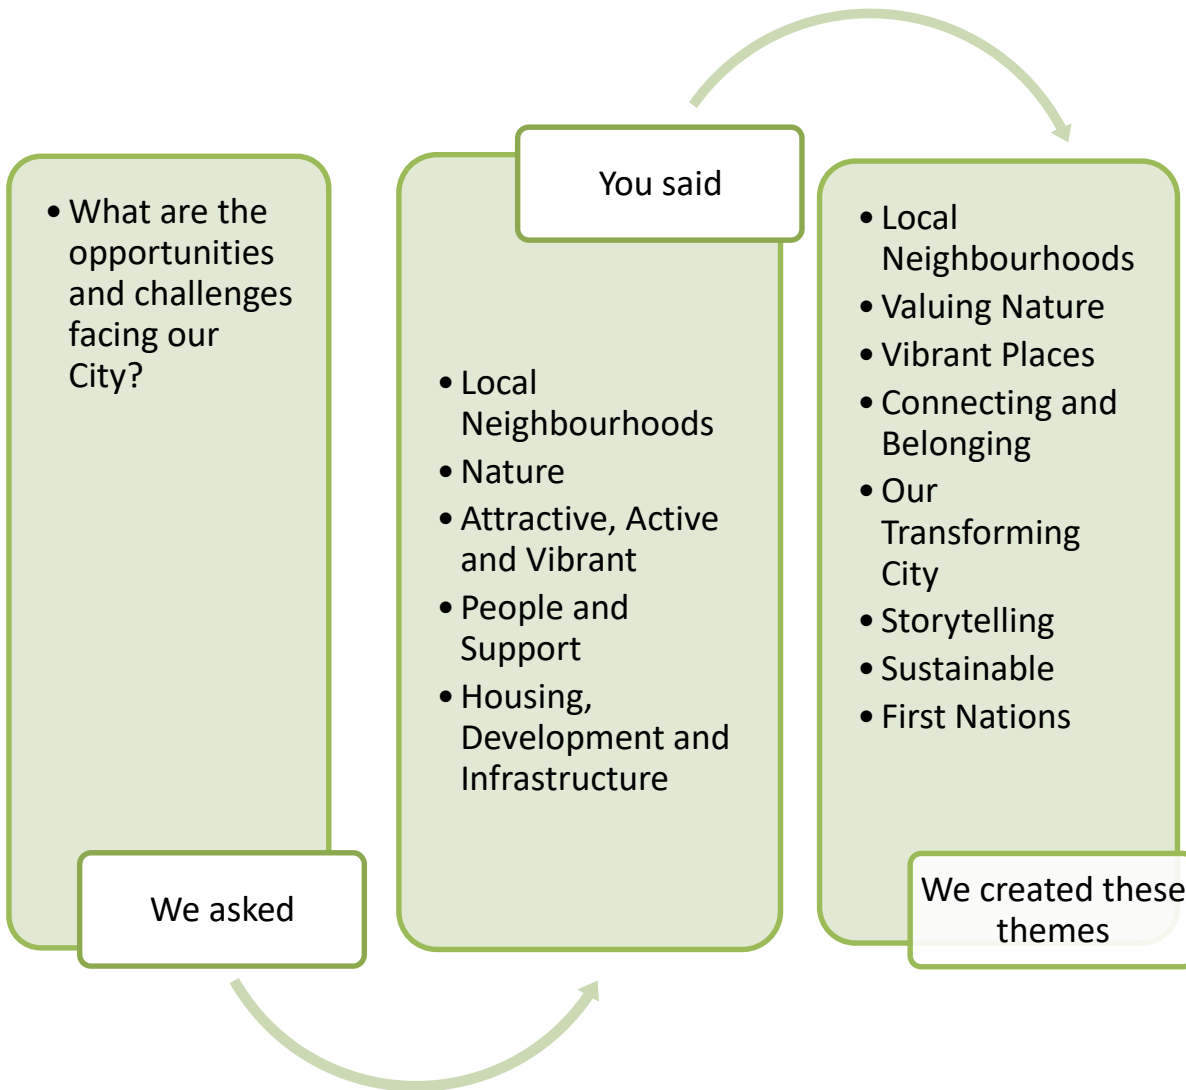 • What are the
opportunities
and challenges
facing our
City?
We asked
You said
• Local
Neighbourhoods
• Nature
• Attractive, Active
and Vibrant
• People and
Support
• Housing,
Development and
Infrastructure
• Local
Neighbourhoods
• Valuing Nature
• Vibrant Places
• Connecting and
Belonging
• Our
Transforming
City
• Storytelling
• Sustainable
• First Nations
We created these
themes